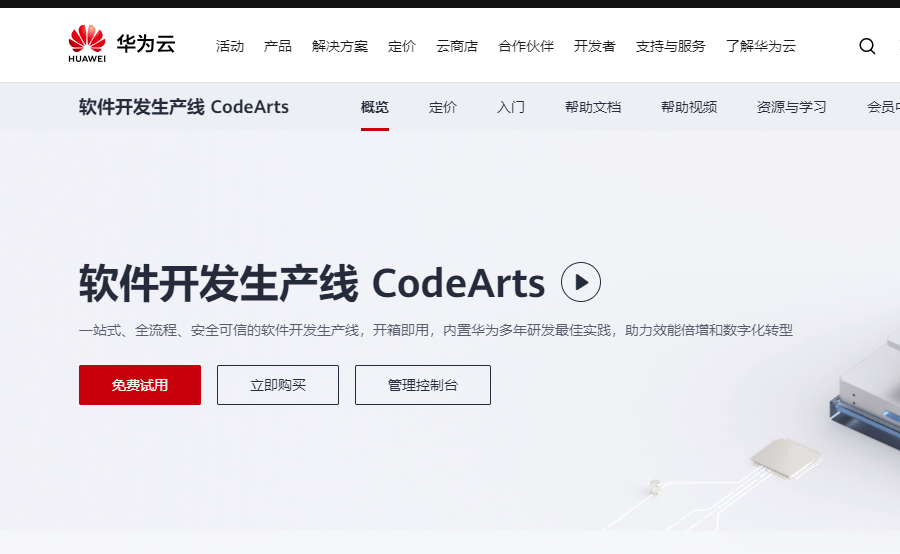 HUAWEI 华为云 活动 产品 解决方案 定价 云商店 合作伙伴 开发者 支持与服务 了解华为云
软件开发生产线 CodeArts 概览 定价 入门 帮助文档 帮助视频 资源与学习 会员
软件开发生产线 CodeArts
一站式、全流程、安全可信的软件开发生产线，开箱即用，内置华为多年研发最佳实践，助力效能倍增和数字化转型
免费试用 立即购买 管理控制台